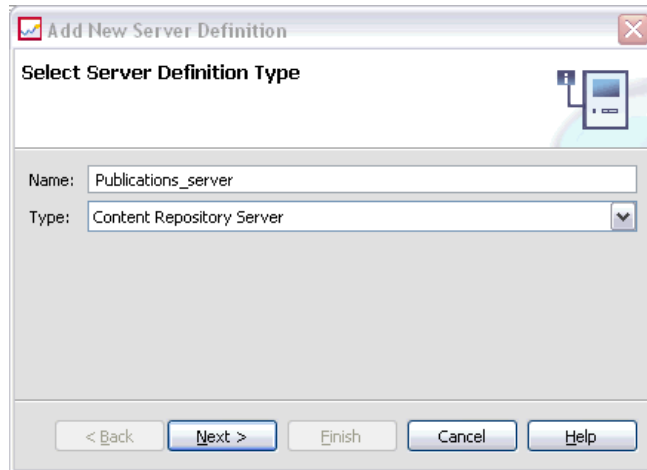 Add New Server Definition
Select Server Definition Type
Name: Publications_server
Type: Content Repository Server
< Back Next > Finish Cancel Help